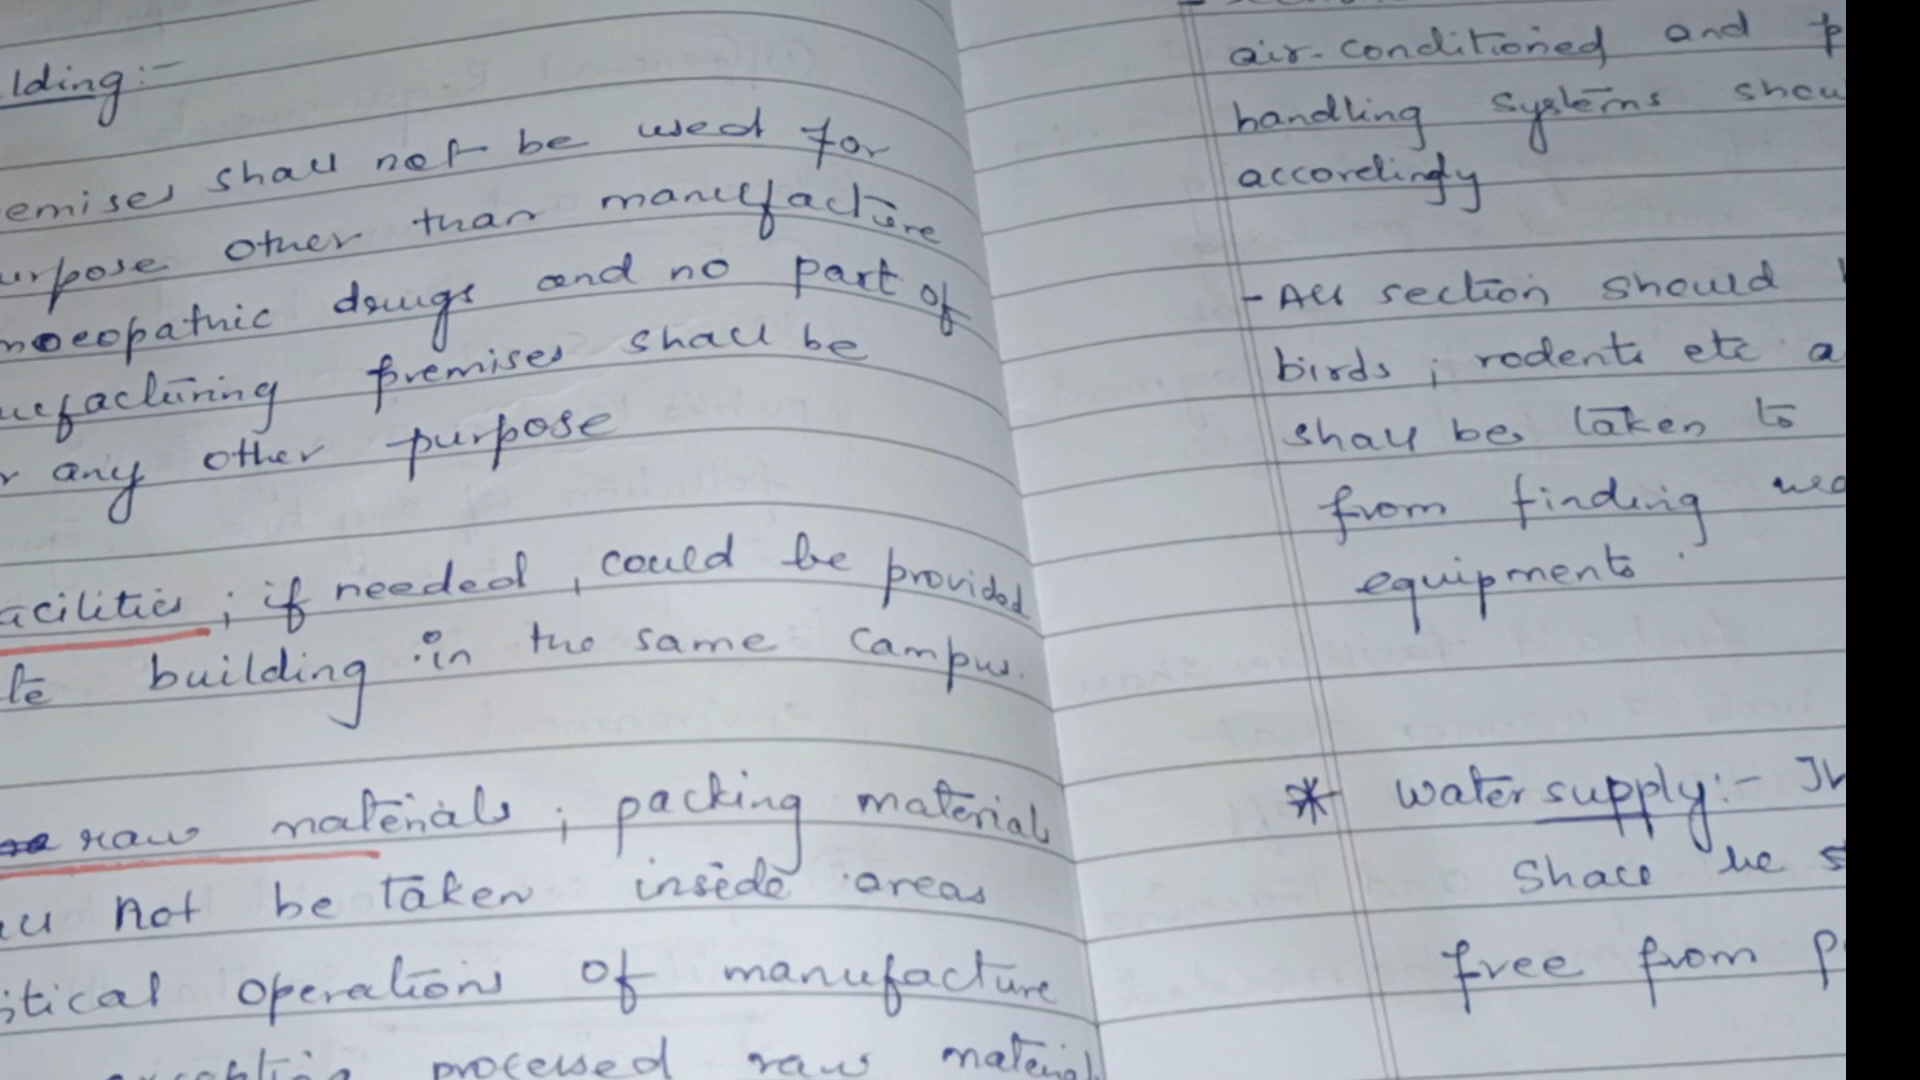 lding:-
emises shall not be used for
urpose other than manufacture
moeopathic drugs and no part of
nufacturing premises shall be
r any other purpose
acilities ; if needed , could be provided
te building in the same campus.
raw materials ; packing material
not be taken inside areas
itical operations of manufacture
processed raw material
air-conditioned and p
handling systems shou
accordingly
- All section should
birds ; rodents etc a
shall be taken to
from finding
equipments.
* water supply:-
shall be s
free from p